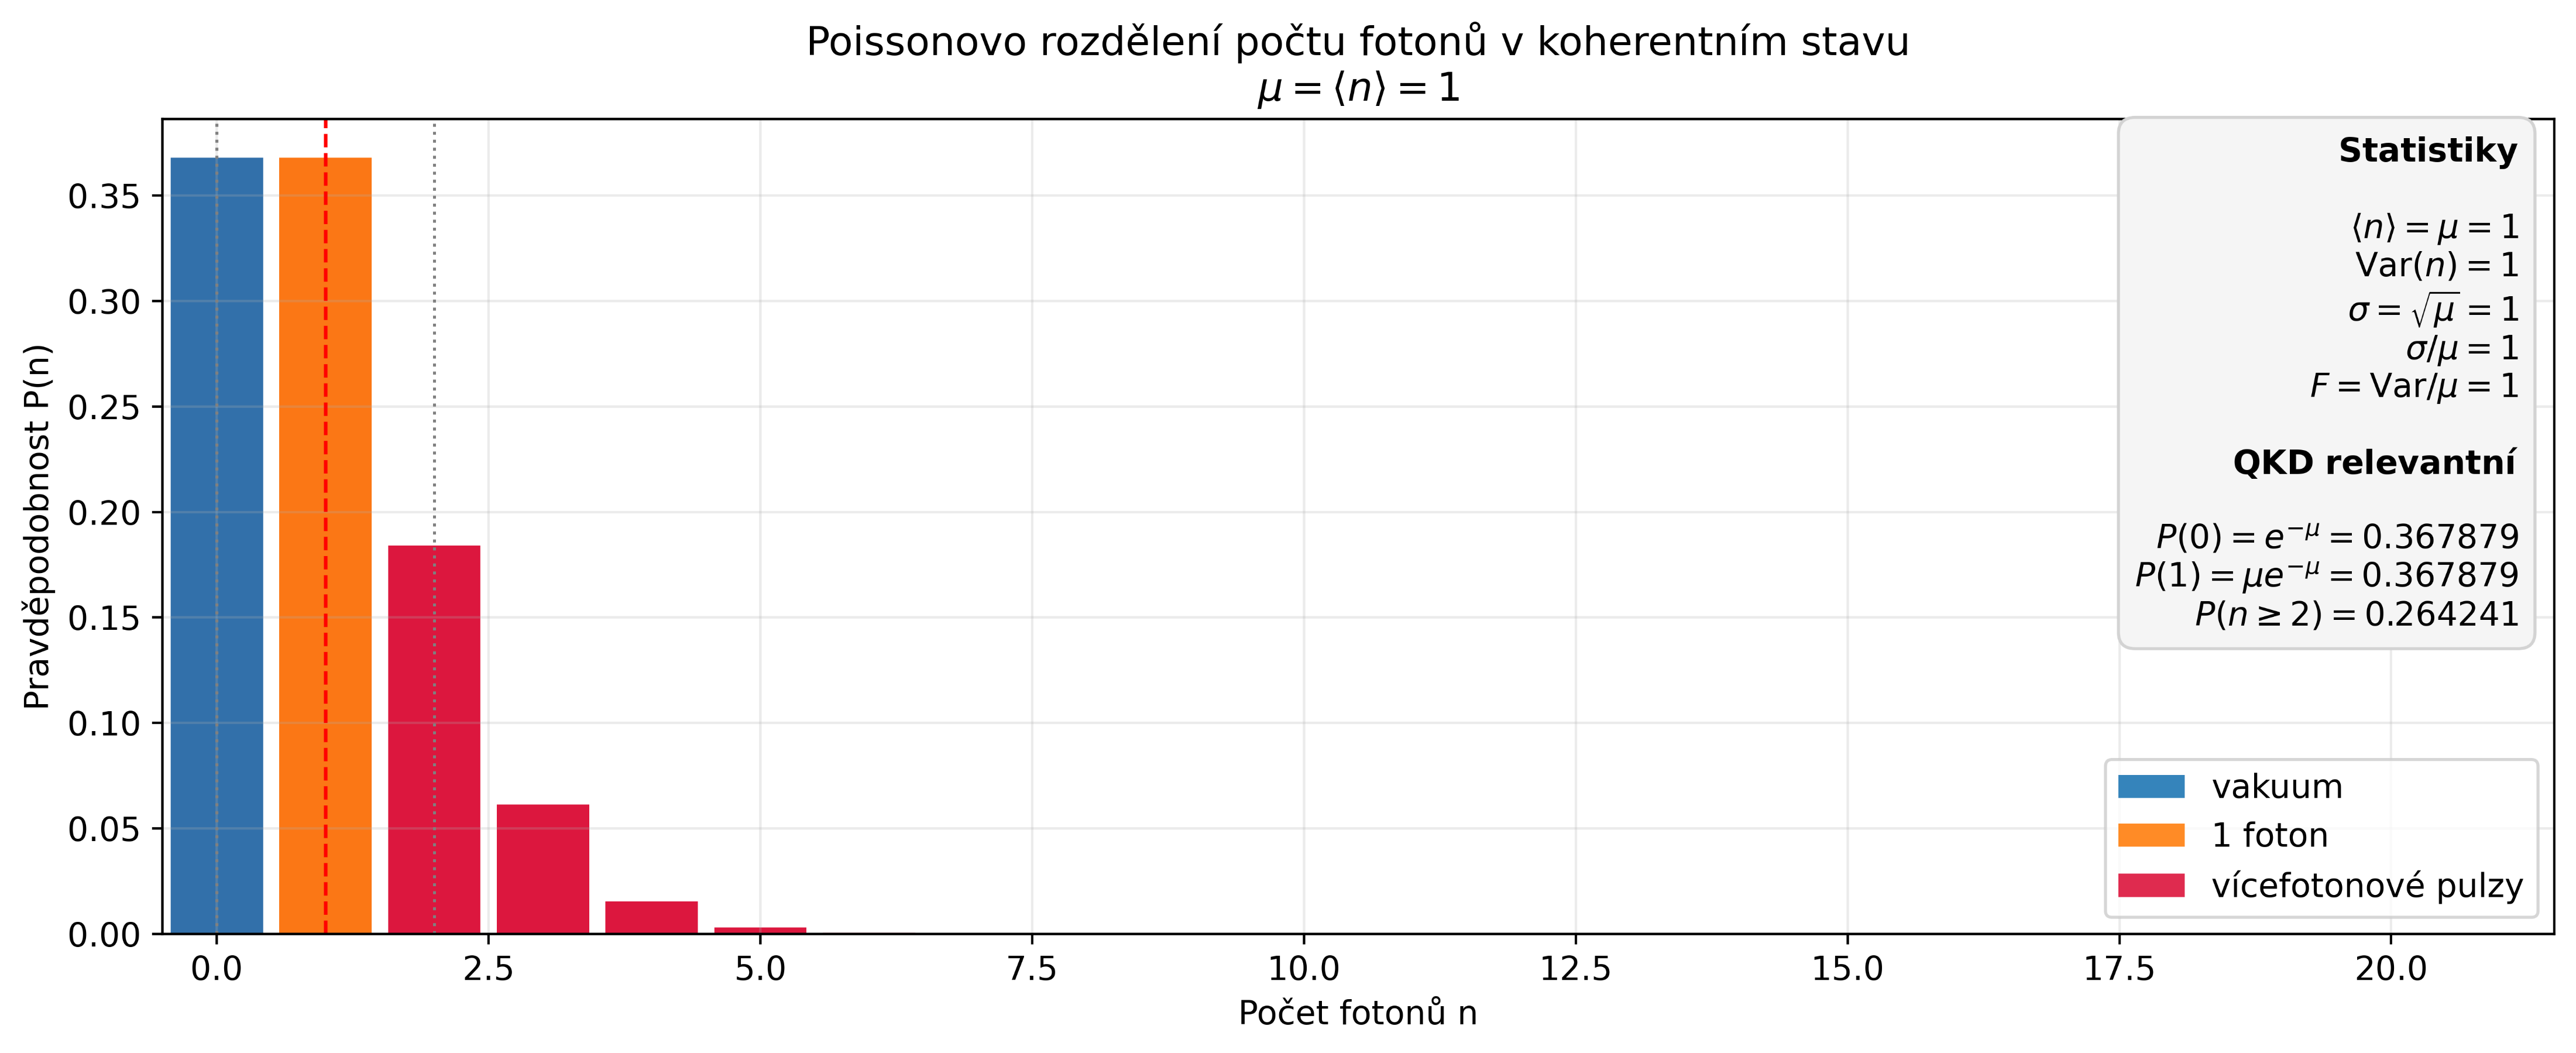 Poissonovo rozdělení počtu fotonů v koherentním stavu
μ = ⟨n⟩ = 1
Pravděpodobnost P(n)
0.35
0.30
0.25
0.20
0.15
0.10
0.05
0.00
0.0 2.5 5.0 7.5 10.0 12.5 15.0 17.5 20.0
Počet fotonů n
Statistiky
⟨n⟩ = μ = 1
Var(n) = 1
σ = √μ = 1
σ/μ = 1
F = Var/μ = 1
QKD relevantní
P(0) = e^{−μ} = 0.367879
P(1) = μe^{−μ} = 0.367879
P(n ≥ 2) = 0.264241
vakuum
1 foton
vícefotonové pulzy